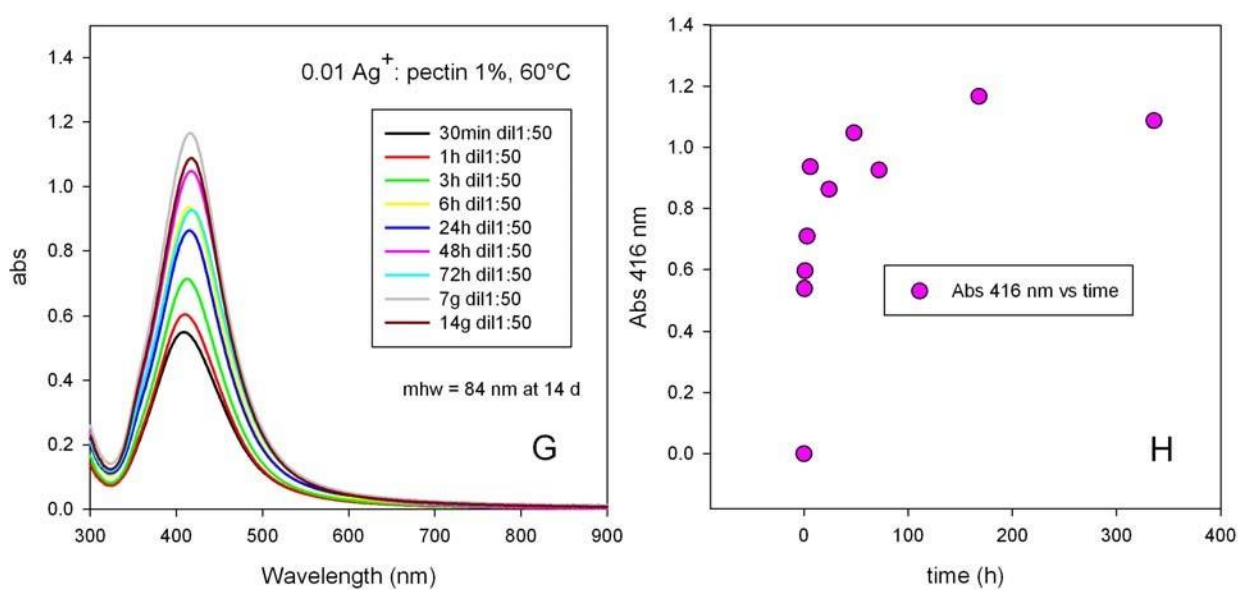 1.4
1.2
1.0
0.8
0.6
0.4
0.2
0.0
abs
300 400 500 600 700 800 900
Wavelength (nm)
0.01 Ag+: pectin 1%, 60°C
30min dil1:50
1h dil1:50
3h dil1:50
6h dil1:50
24h dil1:50
48h dil1:50
72h dil1:50
7g dil1:50
14g dil1:50
mhw = 84 nm at 14 d
G
1.4
1.2
1.0
0.8
0.6
0.4
0.2
0.0
Abs 416 nm
0 100 200 300 400
time (h)
Abs 416 nm vs time
H